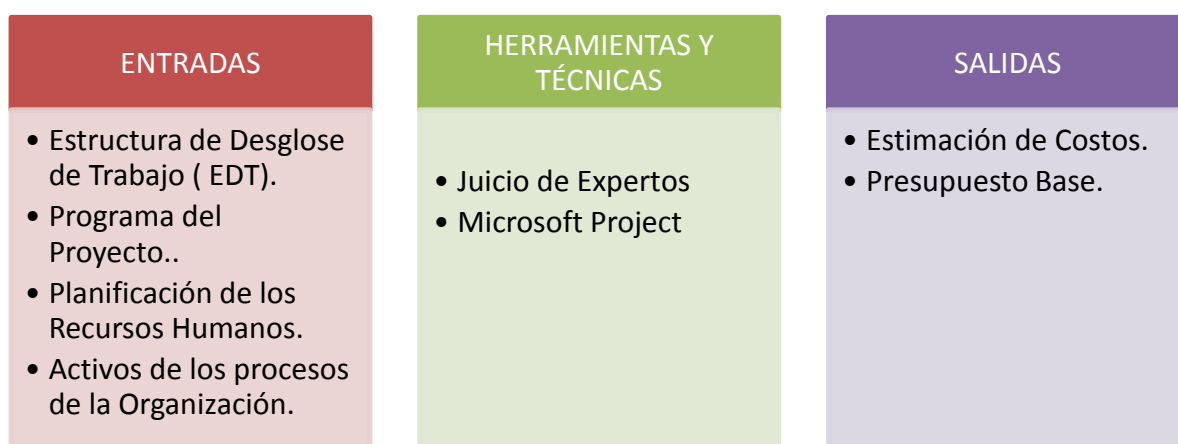 ENTRADAS
• Estructura de Desglose
de Trabajo ( EDT).
• Programa del
Proyecto..
• Planificación de los
Recursos Humanos.
• Activos de los procesos
de la Organización.
HERRAMIENTAS Y
TÉCNICAS
• Juicio de Expertos
• Microsoft Project
SALIDAS
• Estimación de Costos.
• Presupuesto Base.